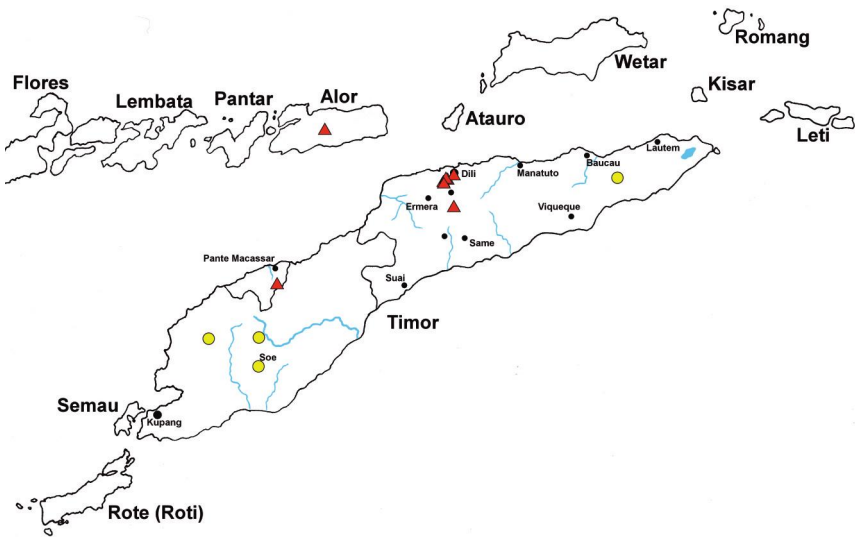 Romang
Wetar
Flores
Kisar
Lembata
Pantar
Alor
Atauro
Leti
Lautem
Baucau
Dili
Manatuto
Ermera
Viqueque
Same
Pante Macassar
Suai
Timor
Soe
Semau
Kupang
Rote (Roti)